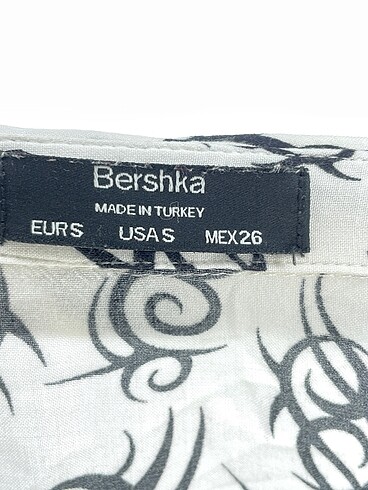 Bershka
MADE IN TURKEY
EUR S USA S MEX 26